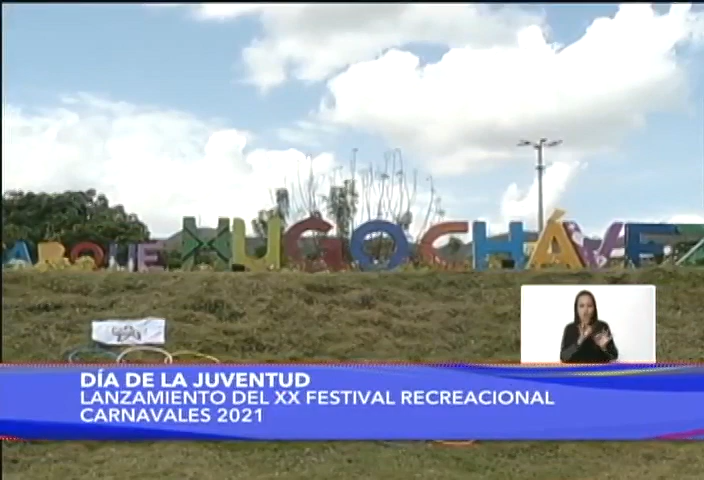 PARQUE HUGO CHÁVEZ
DÍA DE LA JUVENTUD
LANZAMIENTO DEL XX FESTIVAL RECREACIONAL
CARNAVALES 2021